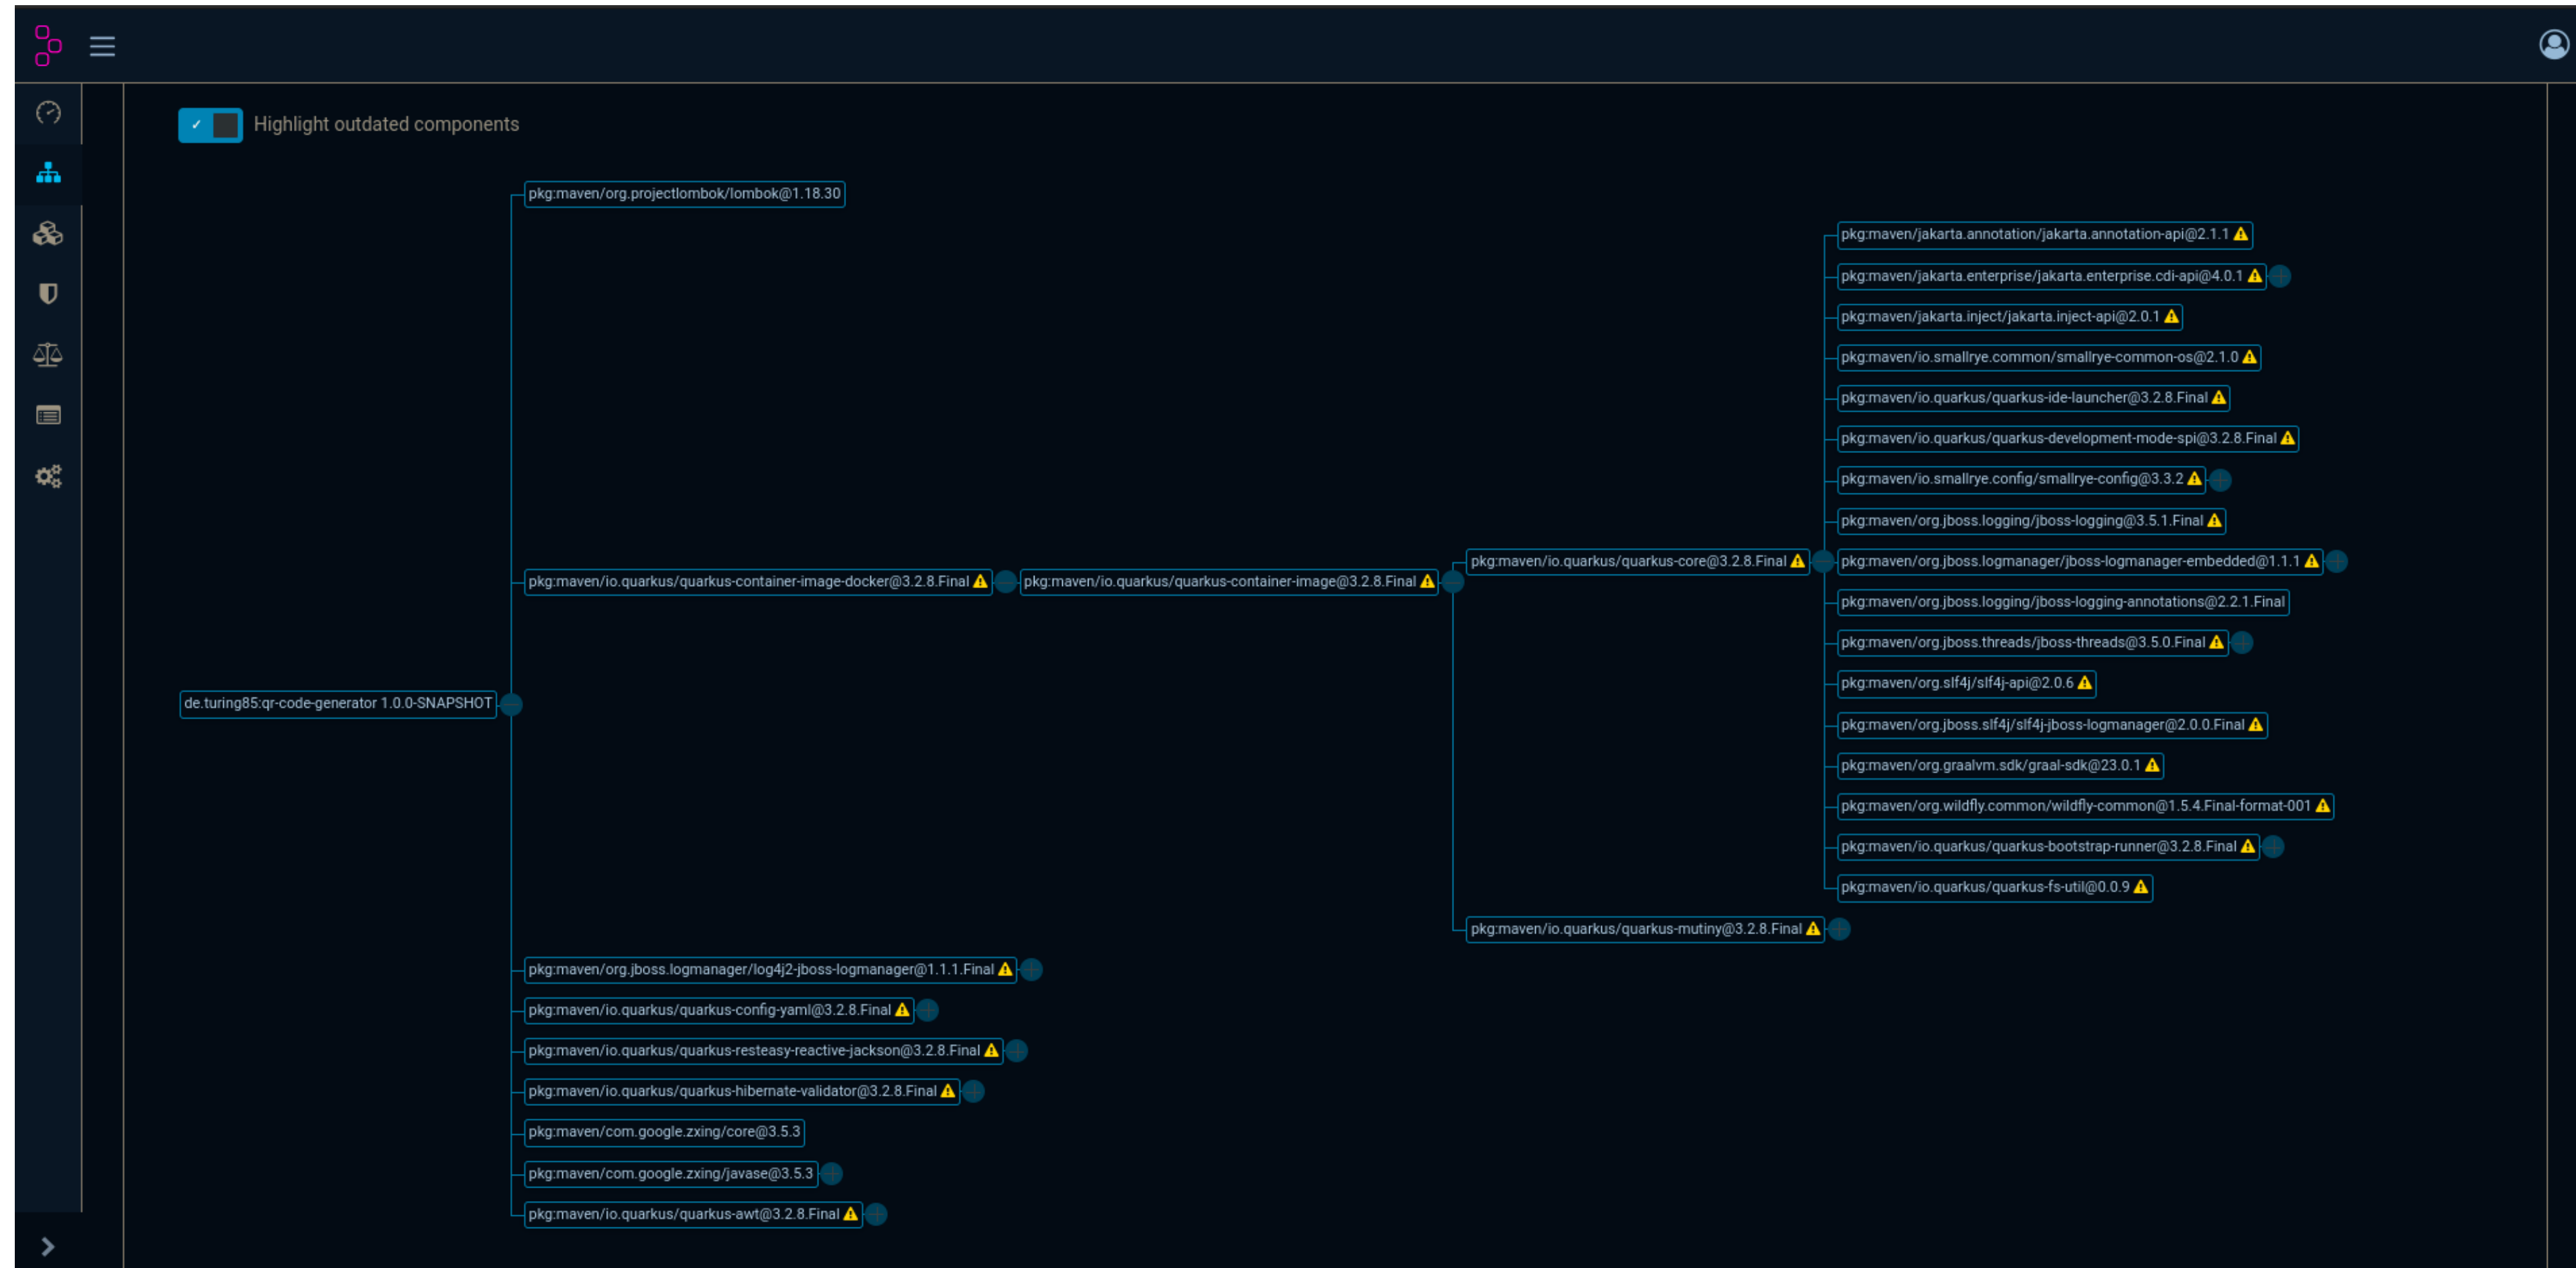 Highlight outdated components
pkg:maven/org.projectlombok/lombok@1.18.30
pkg:maven/jakarta.annotation/jakarta.annotation-api@2.1.1
pkg:maven/jakarta.enterprise/jakarta.enterprise.cdi-api@4.0.1
pkg:maven/jakarta.inject/jakarta.inject-api@2.0.1
pkg:maven/io.smallrye.common/smallrye-common-os@2.1.0
pkg:maven/io.quarkus/quarkus-ide-launcher@3.2.8.Final
pkg:maven/io.quarkus/quarkus-development-mode-spi@3.2.8.Final
pkg:maven/io.smallrye.config/smallrye-config@3.3.2
pkg:maven/org.jboss.logging/jboss-logging@3.5.1.Final
pkg:maven/io.quarkus/quarkus-core@3.2.8.Final
pkg:maven/org.jboss.logmanager/jboss-logmanager-embedded@1.1.1
pkg:maven/io.quarkus/quarkus-container-image-docker@3.2.8.Final
pkg:maven/io.quarkus/quarkus-container-image@3.2.8.Final
pkg:maven/org.jboss.logging/jboss-logging-annotations@2.2.1.Final
pkg:maven/org.jboss.threads/jboss-threads@3.5.0.Final
pkg:maven/org.slf4j/slf4j-api@2.0.6
de.turing85:qr-code-generator 1.0.0-SNAPSHOT
pkg:maven/org.jboss.slf4j/slf4j-jboss-logmanager@2.0.0.Final
pkg:maven/org.graalvm.sdk/graal-sdk@23.0.1
pkg:maven/org.wildfly.common/wildfly-common@1.5.4.Final-format-001
pkg:maven/io.quarkus/quarkus-bootstrap-runner@3.2.8.Final
pkg:maven/io.quarkus/quarkus-fs-util@0.0.9
pkg:maven/io.quarkus/quarkus-mutiny@3.2.8.Final
pkg:maven/org.jboss.logmanager/log4j2-jboss-logmanager@1.1.1.Final
pkg:maven/io.quarkus/quarkus-config-yaml@3.2.8.Final
pkg:maven/io.quarkus/quarkus-resteasy-reactive-jackson@3.2.8.Final
pkg:maven/io.quarkus/quarkus-hibernate-validator@3.2.8.Final
pkg:maven/com.google.zxing/core@3.5.3
pkg:maven/com.google.zxing/javase@3.5.3
pkg:maven/io.quarkus/quarkus-awt@3.2.8.Final